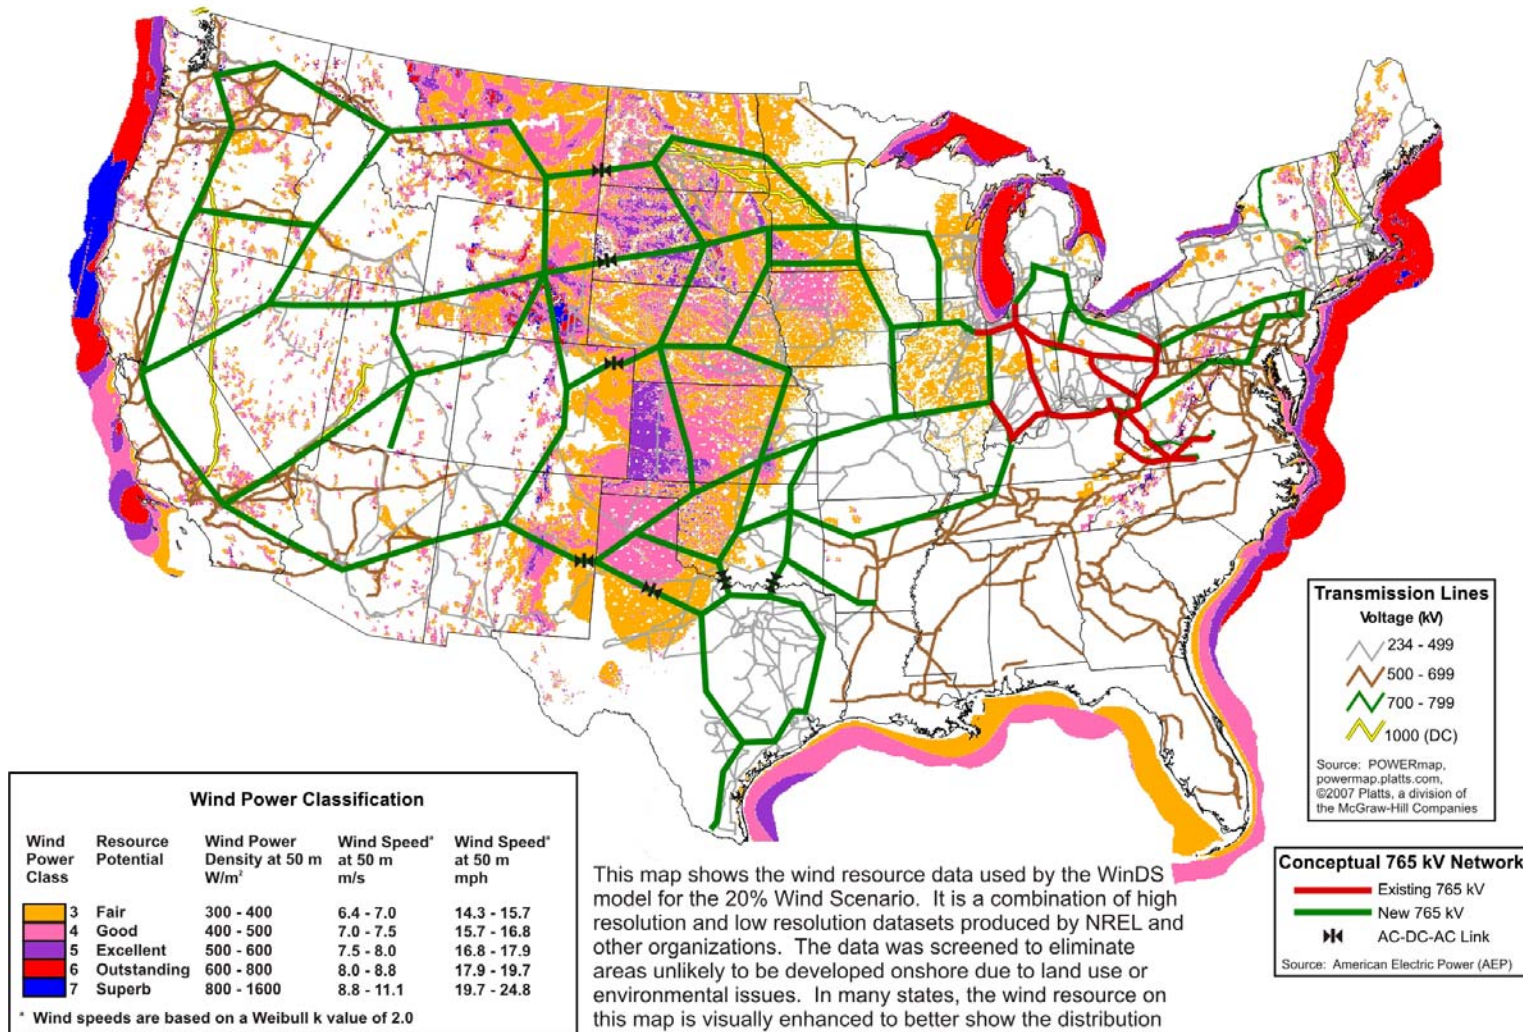 Transmission Lines
Voltage (kV)
234 - 499
500 - 699
700 - 799
1000 (DC)
Source: POWERmap,
powermap.platts.com,
©2007 Platts, a division of
the McGraw-Hill Companies
Wind Power Classification
Wind Power Class Resource Potential Wind Power Density at 50 m W/m² Wind Speedª at 50 m m/s Wind Speedª at 50 m mph
3 Fair 300 - 400 6.4 - 7.0 14.3 - 15.7
4 Good 400 - 500 7.0 - 7.5 15.7 - 16.8
5 Excellent 500 - 600 7.5 - 8.0 16.8 - 17.9
6 Outstanding 600 - 800 8.0 - 8.8 17.9 - 19.7
7 Superb 800 - 1600 8.8 - 11.1 19.7 - 24.8
ª Wind speeds are based on a Weibull k value of 2.0
This map shows the wind resource data used by the WinDS
model for the 20% Wind Scenario. It is a combination of high
resolution and low resolution datasets produced by NREL and
other organizations. The data was screened to eliminate
areas unlikely to be developed onshore due to land use or
environmental issues. In many states, the wind resource on
this map is visually enhanced to better show the distribution
Conceptual 765 kV Network
Existing 765 kV
New 765 kV
AC-DC-AC Link
Source: American Electric Power (AEP)